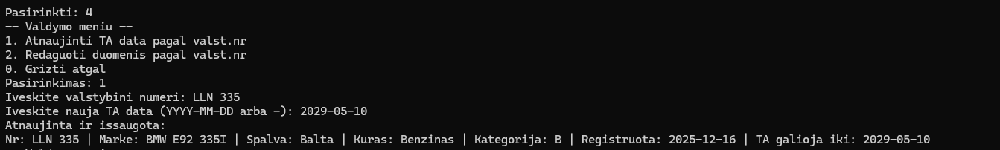 Pasirinkti: 4
-- Valdymo meniu --
1. Atnaujinti TA data pagal valst.nr
2. Redaguoti duomenis pagal valst.nr
0. Grizti atgal
Pasirinkimas: 1
Iveskite valstybini numeri: LLN 335
Iveskite nauja TA data (YYYY-MM-DD arba -): 2029-05-10
Atnaujinta ir issaugota:
Nr: LLN 335 | Marke: BMW E92 335I | Spalva: Balta | Kuras: Benzinas | Kategorija: B | Registruota: 2025-12-16 | TA galioja iki: 2029-05-10